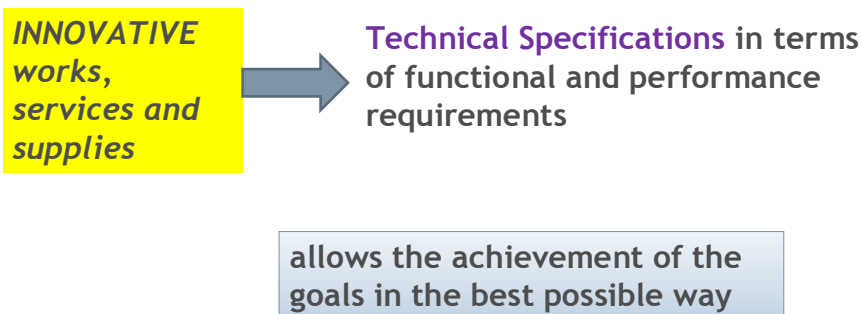 INNOVATIVE
works,
services and
supplies
Technical Specifications in terms
of functional and performance
requirements
allows the achievement of the
goals in the best possible way